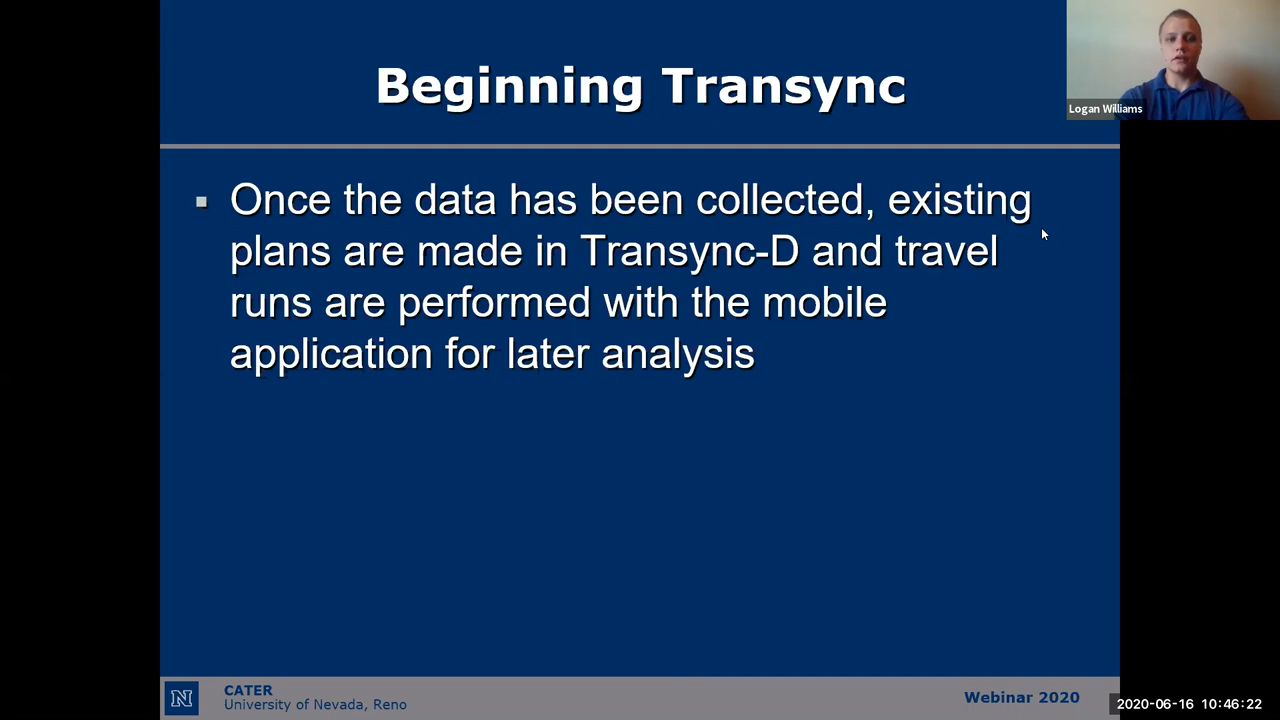 Beginning Transync
Logan Williams
▪ Once the data has been collected, existing
plans are made in Transync-D and travel
runs are performed with the mobile
application for later analysis
N
CATER
University of Nevada, Reno
Webinar 2020
2020-06-16 10:46:22